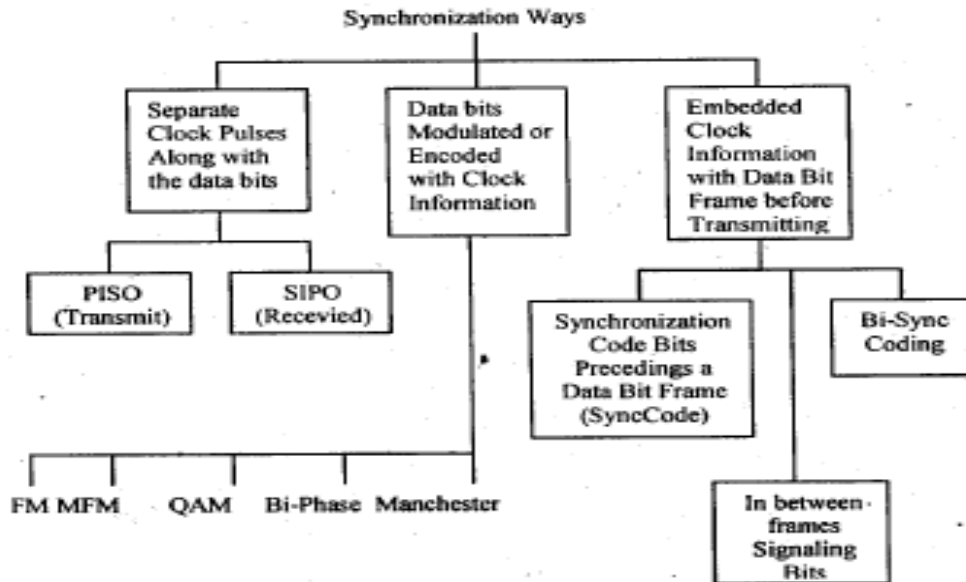 Synchronization Ways
Separate
Clock Pulses
Along with
the data bits
Data bits
Modulated or
Encoded
with Clock
Information
Embedded
Clock
Information
with Data Bit
Frame before
Transmitting
PISO
(Transmit)
SIPO
(Recevied)
Synchronization
Code Bits
Precedings a
Data Bit Frame
(SyncCode)
Bi-Sync
Coding
FM MFM QAM Bi-Phase Manchester
In between
frames
Signaling
Bits